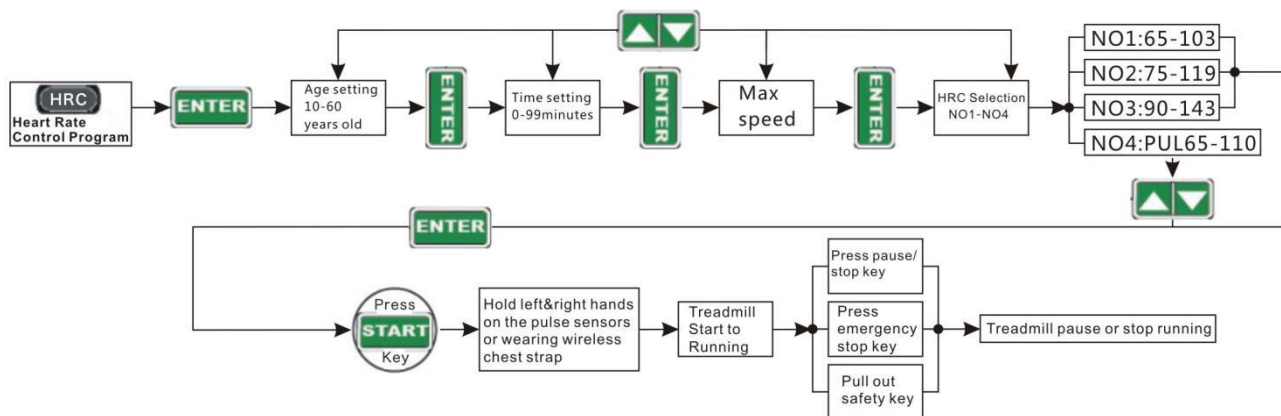 HRC
Heart Rate
Control Program
ENTER
Age setting
10-60
years old
ENTER
Time setting
0-99minutes
ENTER
Max
speed
ENTER
HRC Selection
NO1-NO4
NO1:65-103
NO2:75-119
NO3:90-143
NO4:PUL65-110
ENTER
Press
START
Key
Hold left&right hands
on the pulse sensors
or wearing wireless
chest strap
Treadmill
Start to
Running
Press pause/
stop key
Press
emergency
stop key
Pull out
safety key
Treadmill pause or stop running